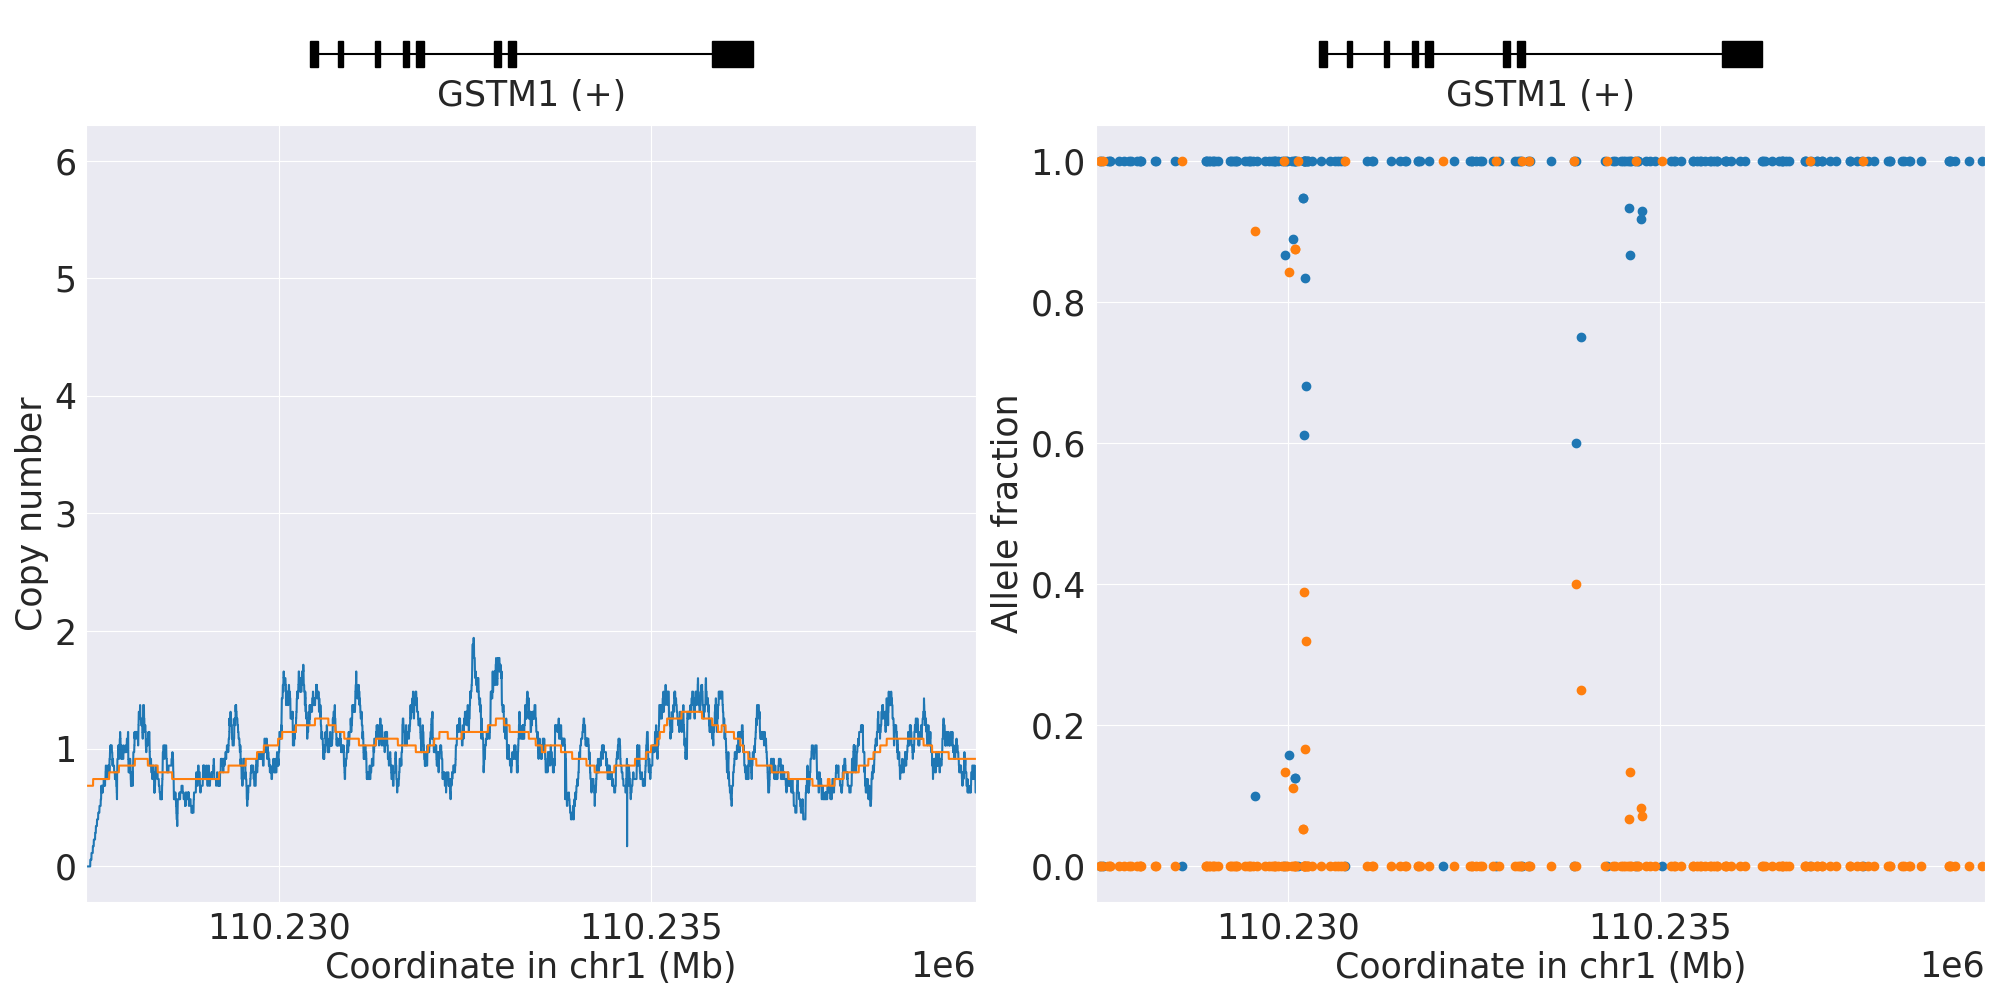 GSTM1 (+)
6
5
4
3
2
1
0
Copy number
110.230
110.235
Coordinate in chr1 (Mb)
1e6
GSTM1 (+)
1.0
0.8
0.6
0.4
0.2
0.0
Allele fraction
110.230
110.235
Coordinate in chr1 (Mb)
1e6